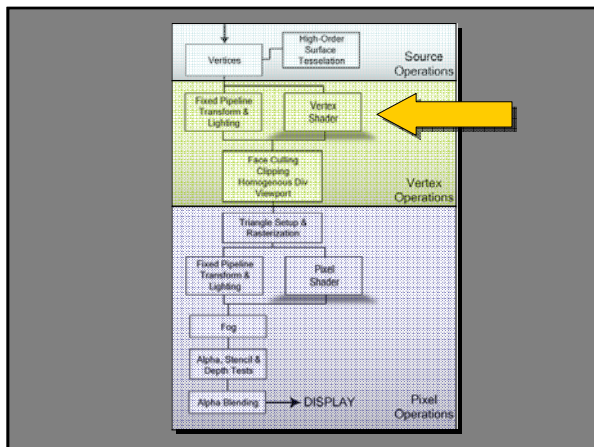 High-Order
Surface
Tesselation
Vertices
Source
Operations
Fixed Pipeline
Transform &
Lighting
Vertex
Shader
Face Culling
Clipping
Homogenous Div
Viewport
Vertex
Operations
Triangle Setup &
Rasterization
Fixed Pipeline
Transform &
Lighting
Pixel
Shader
Fog
Alpha, Stencil &
Depth Tests
Alpha Blending
DISPLAY
Pixel
Operations